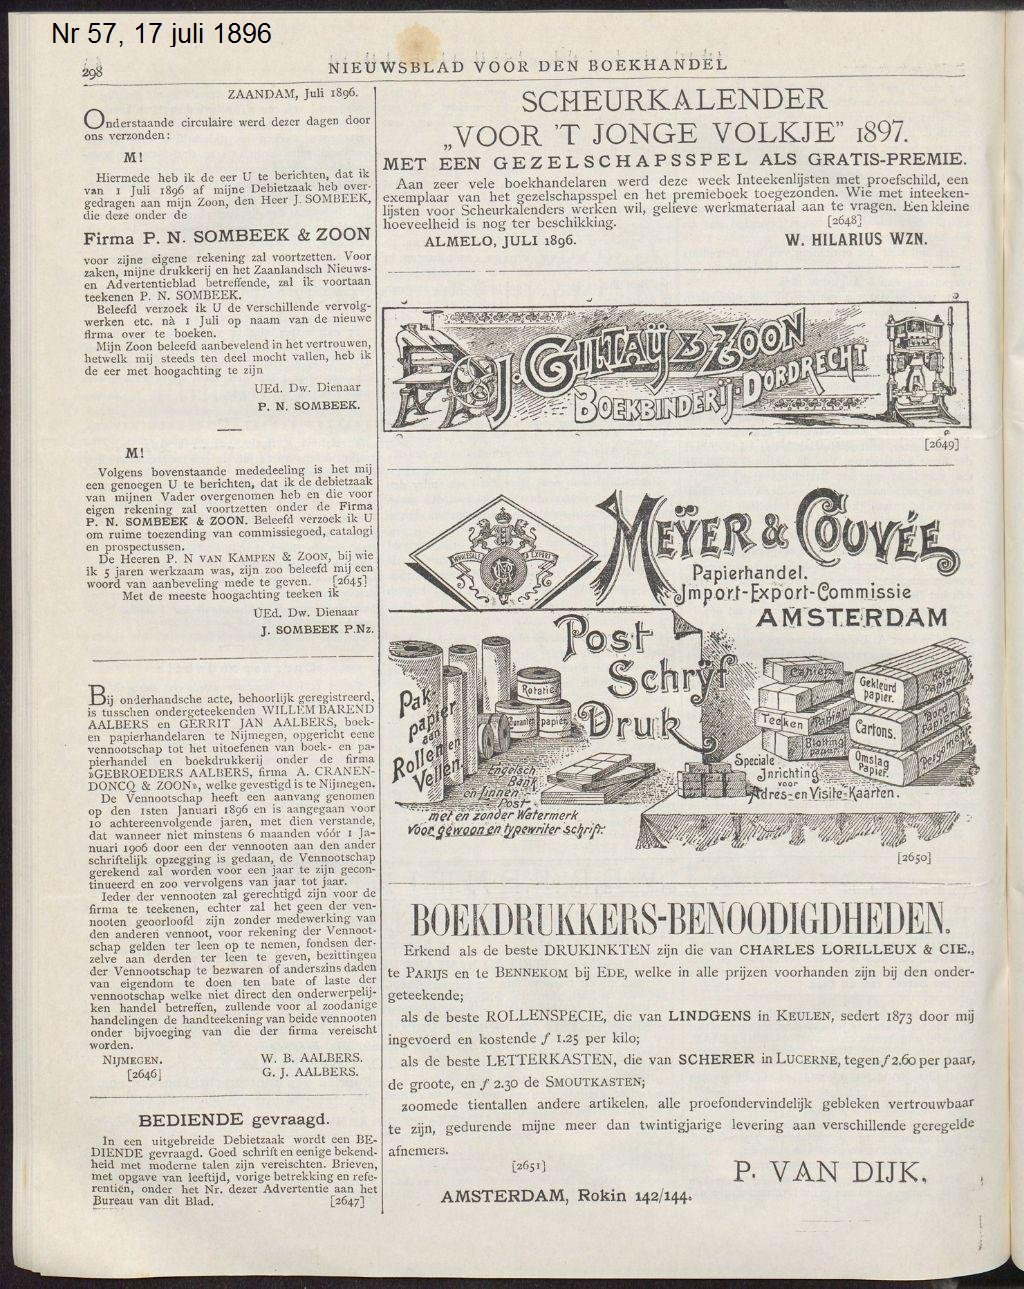 Nr 57, 17 juli 1896
298
NIEUWSBLAD VOOR DEN BOEKHANDEL
ZAANDAM, Juli 1896.
Onderstaande circulaire werd dezer dagen door
ons verzonden:
M!
Hiermede heb ik de eer U te berichten, dat ik
van 1 Juli 1896 af mijne Debietzaak heb over-
gedragen aan mijn Zoon, den Heer J. SOMBEEK,
die deze onder de
Firma P. N. SOMBEEK & ZOON
voor zijne eigene rekening zal voortzetten. Voor
zaken, mijne drukkerij en het Zaanlandsch Nieuws-
en Advertentieblad betreffende, zal ik voortaan
teekenen P. N. SOMBEEK.
Beleefd verzoek ik U de verschillende vervolg-
werken etc. nà 1 Juli op naam van de nieuwe
firma over te boeken.
Mijn Zoon beleefd aanbevelend in het vertrouwen,
hetwelk mij steeds ten deel mocht vallen, heb ik
de eer met hoogachting te zijn
UEd. Dw. Dienaar
P. N. SOMBEEK.
M!
Volgens bovenstaande mededeeling is het mij
een genoegen U te berichten, dat ik de debietzaak
van mijnen Vader overgenomen heb en die voor
eigen rekening zal voortzetten onder de Firma
P. N. SOMBEEK & ZOON. Beleefd verzoek ik U
om ruime toezending van commissiegoed, catalogi
en prospectussen.
De Heeren P. N VAN KAMPEN & ZOON, bij wie
ik 5 jaren werkzaam was, zijn zoo beleefd mij een
woord van aanbeveling mede te geven. [2645]
Met de meeste hoogachting teeken ik
UEd. Dw. Dienaar
J. SOMBEEK P.Nz.
Bij onderhandsche acte, behoorlijk geregistreerd,
is tusschen ondergeteekenden WILLEM BAREND
AALBERS en GERRIT JAN AALBERS, boek-
en papierhandelaren te Nijmegen, opgericht eene
vennootschap tot het uitoefenen van boek- en pa-
pierhandel en boekdrukkerij onder de firma
»GEBROEDERS AALBERS, firma A. CRANEN-
DONCQ & ZOON», welke gevestigd is te Nijmegen.
De Vennootschap heeft een aanvang genomen
op den 1sten Januari 1896 en is aangegaan voor
10 achtereenvolgende jaren, met dien verstande,
dat wanneer niet minstens 6 maanden vóór 1 Ja-
nuari 1906 door een der vennooten aan den ander
schriftelijk opzegging is gedaan, de Vennootschap
gerekend zal worden voor een jaar te zijn gecon-
tinueerd en zoo vervolgens van jaar tot jaar.
Ieder der vennooten zal gerechtigd zijn voor de
firma te teekenen, echter zal het geen der ven-
nooten geoorloofd zijn zonder medewerking van
den anderen vennoot, voor rekening der Vennoot-
schap gelden ter leen op te nemen, fondsen der-
zelve aan derden ter leen te geven, bezittingen
der Vennootschap te bezwaren of anderszins daden
van eigendom te doen ten bate of laste der
vennootschap welke niet direct den onderwerpelij-
ken handel betreffen, zullende voor al zoodanige
handelingen de handteekening van beide vennooten
onder bijvoeging van die der firma vereischt
worden.
NIJMEGEN. W. B. AALBERS.
[2646] G. J. AALBERS.
BEDIENDE gevraagd.
In een uitgebreide Debietzaak wordt een BE-
DIENDE gevraagd. Goed schrift en eenige bekend-
heid met moderne talen zijn vereischten. Brieven,
met opgave van leeftijd, vorige betrekking en refe-
rentiën, onder het Nr. dezer Advertentie aan het
Bureau van dit Blad. [2647]
SCHEURKALENDER
„VOOR 'T JONGE VOLKJE" 1897.
MET EEN GEZELSCHAPSSPEL ALS GRATIS-PREMIE.
Aan zeer vele boekhandelaren werd deze week Inteekenlijsten met proefschild, een
exemplaar van het gezelschapsspel en het premieboek toegezonden. Wie met inteeken-
lijsten voor Scheurkalenders werken wil, gelieve werkmateriaal aan te vragen. Een kleine
hoeveelheid is nog ter beschikking. [2648]
ALMELO, JULI 1896. W. HILARIUS WZN.
J. GILTAŸ & ZOON
BOEKBINDERIJ-DORDRECHT
[2649]
WHOLESALE EXPORT
MEŸER & COUVÉE
Papierhandel.
Import-Export-Commissie
AMSTERDAM
Post
Schrÿf
Druk
Pak-
papier
aan
Rollen en
Vellen.
Rotatie
Courantenpapier
Engelsch
Bank
en linnen
Post
met en zonder Watermerk
voor gewoon en typewriter schrift.
Copieer
Teeken Papier
Blotting
papier
Gekleurd
papier.
Cartons.
Omslag
Papier.
Kast
Papier
Bord
Papier
Pergament
Speciale
Inrichting
voor
Adres-en Visite-Kaarten.
[2650]
BOEKDRUKKERS-BENOODIGDHEDEN.
Erkend als de beste DRUKINKTEN zijn die van CHARLES LORILLEUX & CIE.,
te PARIJS en te BENNEKOM bij EDE, welke in alle prijzen voorhanden zijn bij den onder-
geteekende;
als de beste ROLLENSPECIE, die van LINDGENS in KEULEN, sedert 1873 door mij
ingevoerd en kostende f 1.25 per kilo;
als de beste LETTERKASTEN, die van SCHERER in LUCERNE, tegen f 2.60 per paar,
de groote, en f 2.30 de SMOUTKASTEN;
zoomede tientallen andere artikelen, alle proefondervindelijk gebleken vertrouwbaar
te zijn, gedurende mijne meer dan twintigjarige levering aan verschillende geregelde
afnemers.
[2651] P. VAN DIJK.
AMSTERDAM, Rokin 142/144.